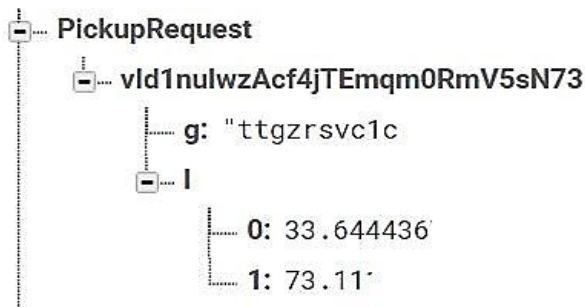 PickupRequest
vld1nulwzAcf4jTEmqm0RmV5sN73
g: "ttgzrsvc1c
l
0: 33.644436
1: 73.11